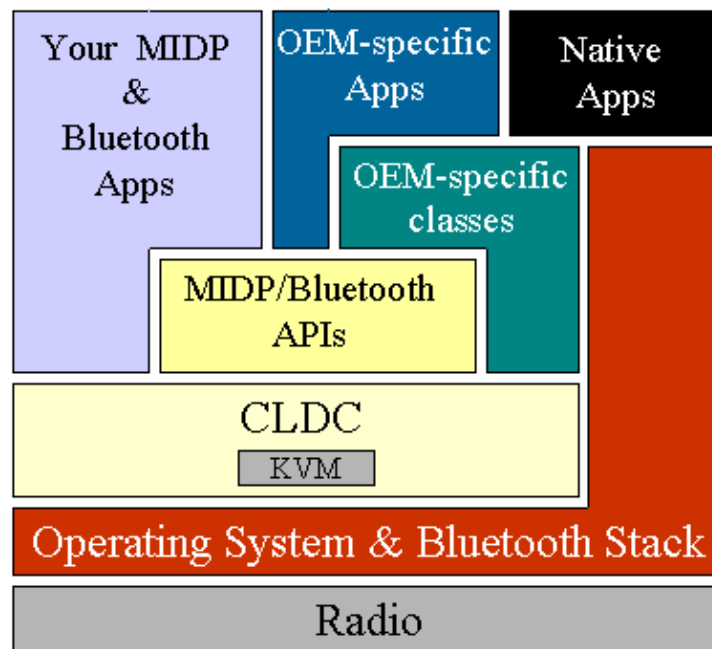 Your MIDP
&
Bluetooth
Apps
OEM-specific
Apps
Native
Apps
OEM-specific
classes
MIDP/Bluetooth
APIs
CLDC
KVM
Operating System & Bluetooth Stack
Radio